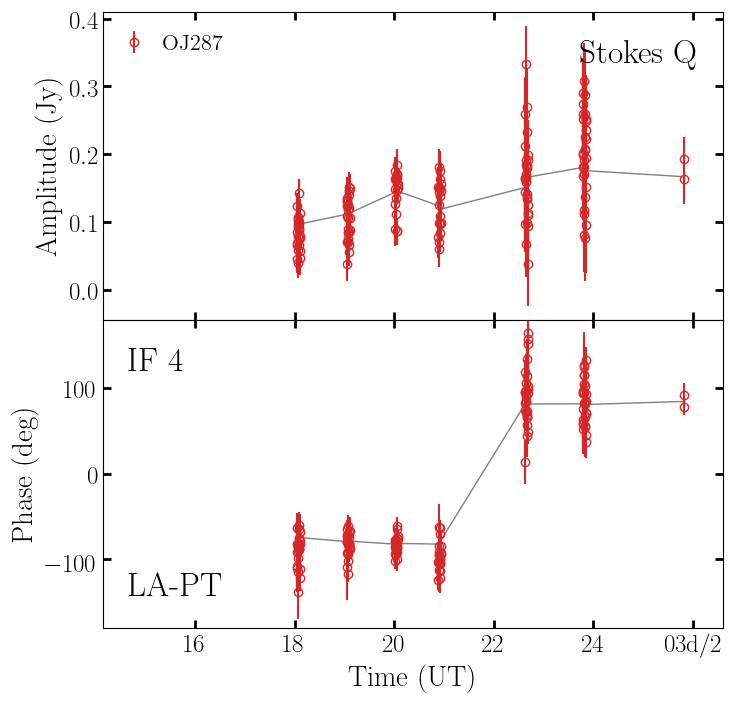 0.4
OJ287
Stokes Q
0.3
0.2
0.1
0.0
Amplitude (Jy)
IF 4
100
0
−100
Phase (deg)
LA-PT
16 18 20 22 24 03d/2
Time (UT)